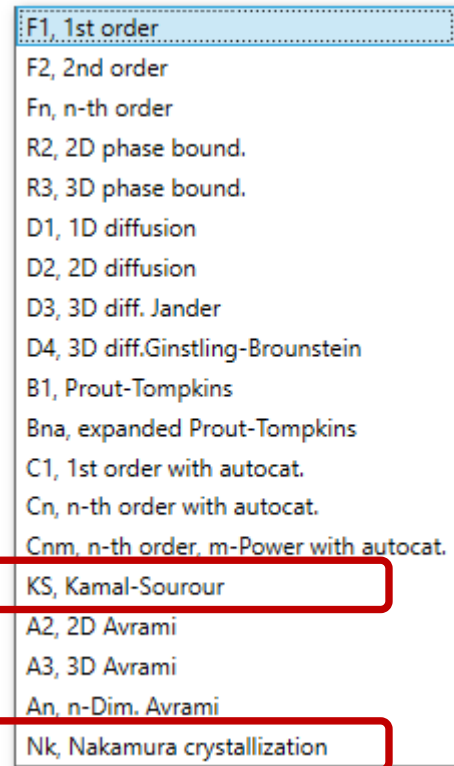 F1, 1st order
F2, 2nd order
Fn, n-th order
R2, 2D phase bound.
R3, 3D phase bound.
D1, 1D diffusion
D2, 2D diffusion
D3, 3D diff. Jander
D4, 3D diff.Ginstling-Brounstein
B1, Prout-Tompkins
Bna, expanded Prout-Tompkins
C1, 1st order with autocat.
Cn, n-th order with autocat.
Cnm, n-th order, m-Power with autocat.
KS, Kamal-Sourour
A2, 2D Avrami
A3, 3D Avrami
An, n-Dim. Avrami
Nk, Nakamura crystallization